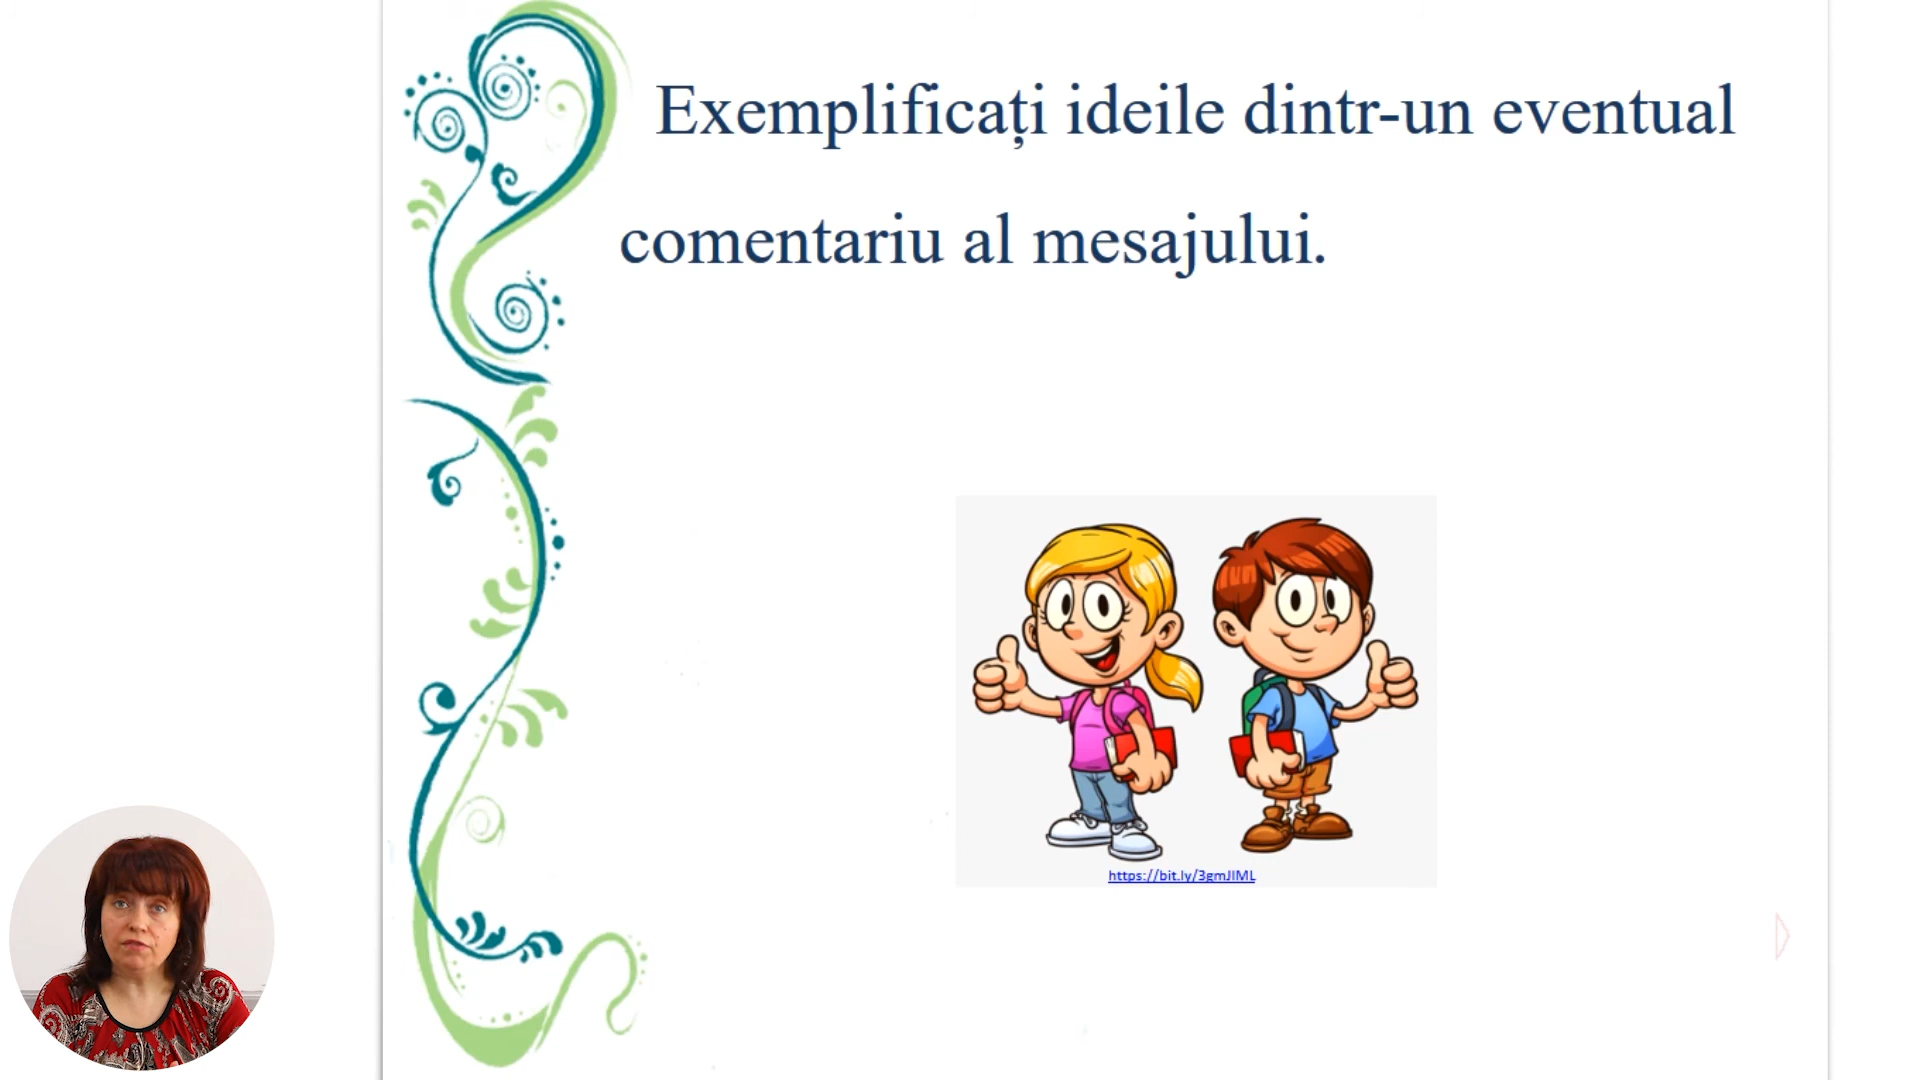 Exemplificați ideile dintr-un eventual
comentariu al mesajului.
https://bit.ly/3gmJIML